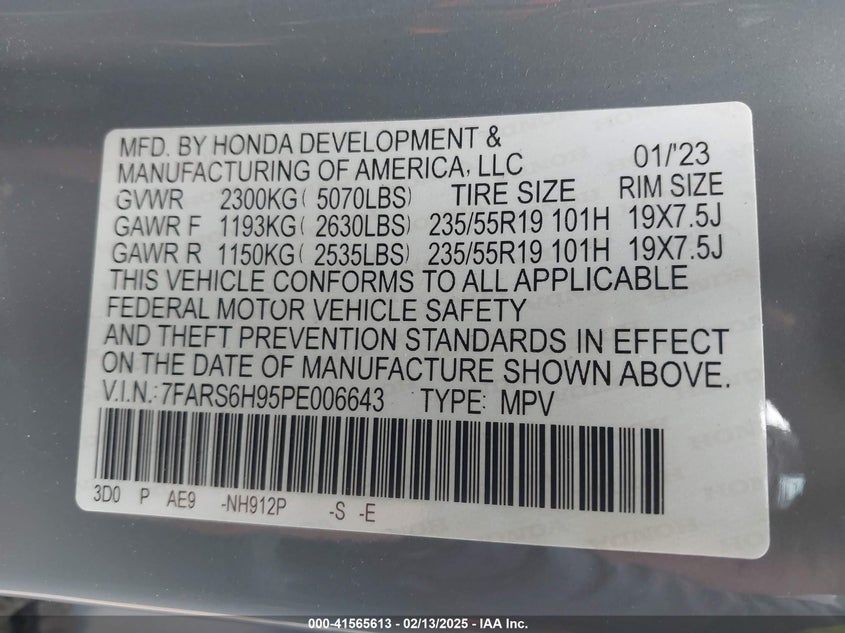 MFD. BY HONDA DEVELOPMENT &
MANUFACTURING OF AMERICA, LLC 01/'23
GVWR 2300KG( 5070LBS) TIRE SIZE RIM SIZE
GAWR F 1193KG( 2630LBS) 235/55R19 101H 19X7.5J
GAWR R 1150KG( 2535LBS) 235/55R19 101H 19X7.5J
THIS VEHICLE CONFORMS TO ALL APPLICABLE
FEDERAL MOTOR VEHICLE SAFETY
AND THEFT PREVENTION STANDARDS IN EFFECT
ON THE DATE OF MANUFACTURE SHOWN ABOVE.
V.I.N.: 7FARS6H95PE006643 TYPE: MPV
3D0 P AE9 -NH912P -S -E
000-41565613 — 02/13/2025 — IAA Inc.